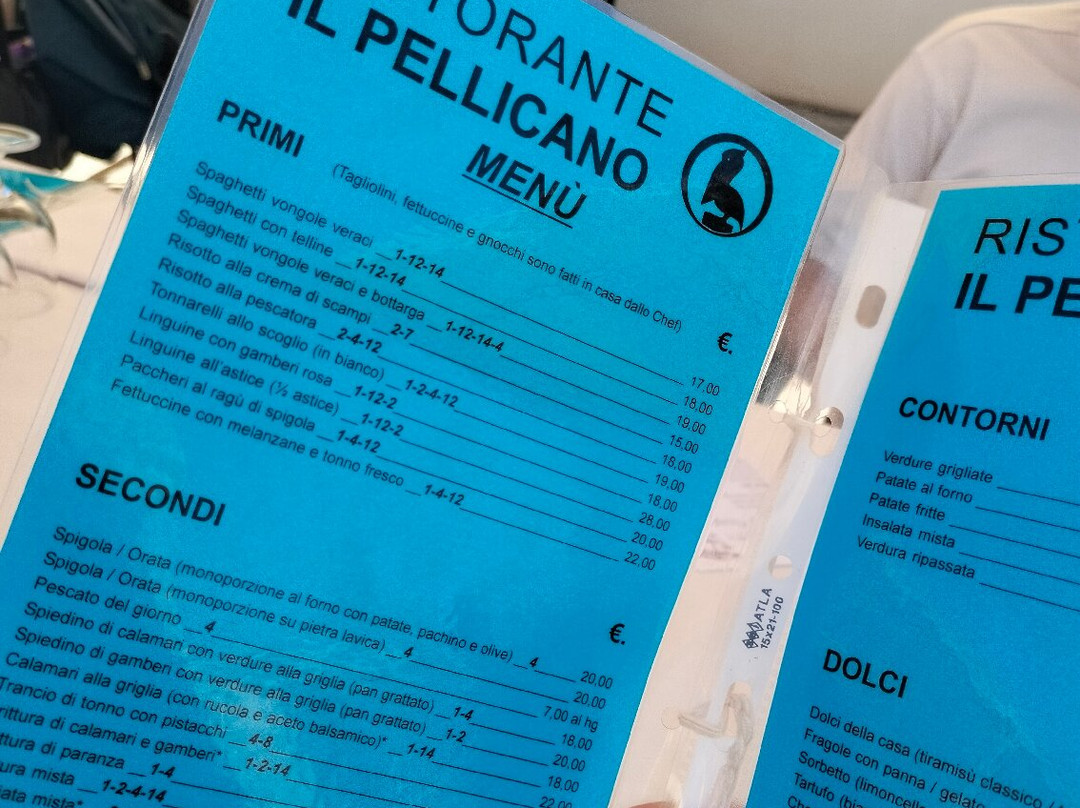 TORANTE
IL PELLICANO
MENÙ
PRIMI
(Tagliolini, fettuccine e gnocchi sono fatti in casa dallo Chef)
€.
Spaghetti vongole veraci __1-12-14 17,00
Spaghetti con telline __1-12-14 18,00
Spaghetti vongole veraci e bottarga __1-12-14-4 19,00
Risotto alla crema di scampi __2-7 15,00
Risotto alla pescatora __2-4-12 18,00
Tonnarelli allo scoglio (in bianco) __1-2-4-12 19,00
Linguine con gamberi rosa __1-12-2 18,00
Linguine all'astice (½ astice) __1-12-2 28,00
Paccheri al ragù di spigola __1-4-12 20,00
Fettuccine con melanzane e tonno fresco __1-4-12 22,00
SECONDI
€.
Spigola / Orata (monoporzione al forno con patate, pachino e olive) __4 20,00
Spigola / Orata (monoporzione su pietra lavica) __4 20,00
Pescato del giorno __4 7,00 al hg
Spiedino di calamari con verdure alla griglia (pan grattato) __1-4 18,00
Spiedino di gamberi con verdure alla griglia (pan grattato) __1-2 20,00
Calamari alla griglia (con rucola e aceto balsamico)* __1-14 18,00
Trancio di tonno con pistacchi __4-8 22,00
rittura di calamari e gamberi* __1-2-14
ttura di paranza __1-4
ura mista __1-2-4-14
iata mista*
ATLA
15x21-100
RIS
IL PE
CONTORNI
Verdure grigliate
Patate al forno
Patate fritte
Insalata mista
Verdura ripassata
DOLCI
Dolci della casa (tiramisù classico /
Fragole con panna / gelato
Sorbetto (limoncello
Tartufo (bia